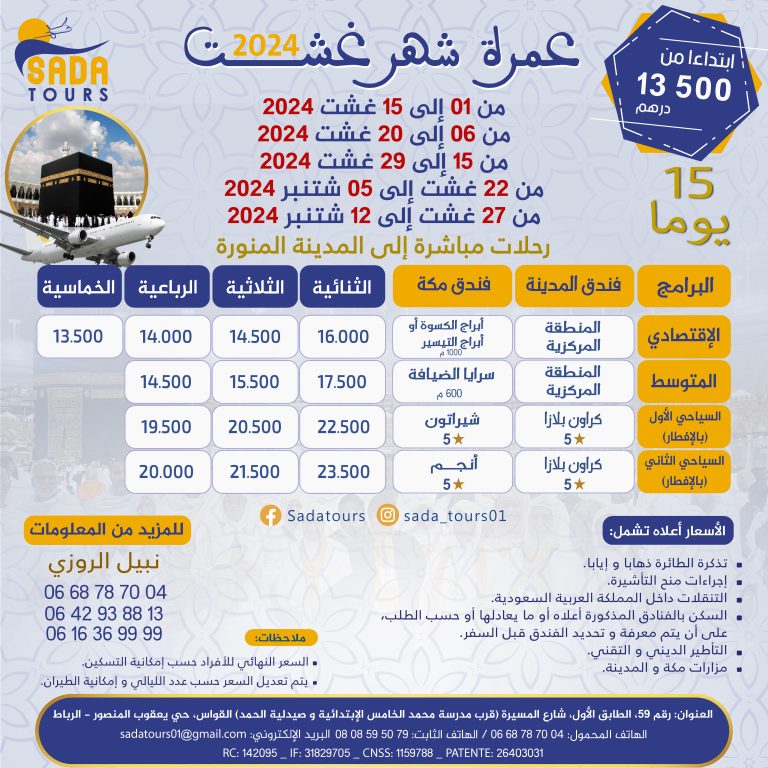 SADA
TOURS
عمرة شهر غشت 2024
ابتداءا من
13 500
درهم
من 01 إلى 15 غشت 2024
من 06 إلى 20 غشت 2024
من 15 إلى 29 غشت 2024
من 22 غشت إلى 05 شتنبر 2024
من 27 غشت إلى 12 شتنبر 2024
15
يوما
رحلات مباشرة إلى المدينة المنورة
البرامج فندق المدينة فندق مكة الثنائية الثلاثية الرباعية الخماسية
الإقتصادي المنطقة المركزية أبراج الكسوة أو أبراج التيسير 1000 م 16.000 14.500 14.000 13.500
المتوسط المنطقة المركزية سرايا الضيافة 600 م 17.500 15.500 14.500
السياحي الأول (بالإفطار) كراون بلازا 5★ شيراتون 5★ 22.500 20.500 19.500
السياحي الثاني (بالإفطار) كراون بلازا 5★ أنجم 5★ 23.500 21.500 20.000
Sadatours sada_tours01
الأسعار أعلاه تشمل:
تذكرة الطائرة ذهابا و إيابا.
إجراءات منح التأشيرة.
التنقلات داخل المملكة العربية السعودية.
السكن بالفنادق المذكورة أعلاه أو ما يعادلها أو حسب الطلب،
على أن يتم معرفة و تحديد الفندق قبل السفر.
التأطير الديني و التقني.
مزارات مكة و المدينة.
للمزيد من المعلومات
نبيل الروزي
06 68 78 70 04
06 42 93 88 13
06 16 36 99 99
ملاحظات:
السعر النهائي للأفراد حسب إمكانية التسكين.
يتم تعديل السعر حسب عدد الليالي و إمكانية الطيران.
العنوان: رقم 59، الطابق الأول، شارع المسيرة (قرب مدرسة محمد الخامس الإبتدائية و صيدلية الحمد) القواس، حي يعقوب المنصور - الرباط
الهاتف المحمول: 04 70 78 68 06 / الهاتف الثابت: 79 50 59 08 08 البريد الإلكتروني: sadatours01@gmail.com
RC: 142095 _ IF: 31829705 _ CNSS: 1159788 _ PATENTE: 26403031